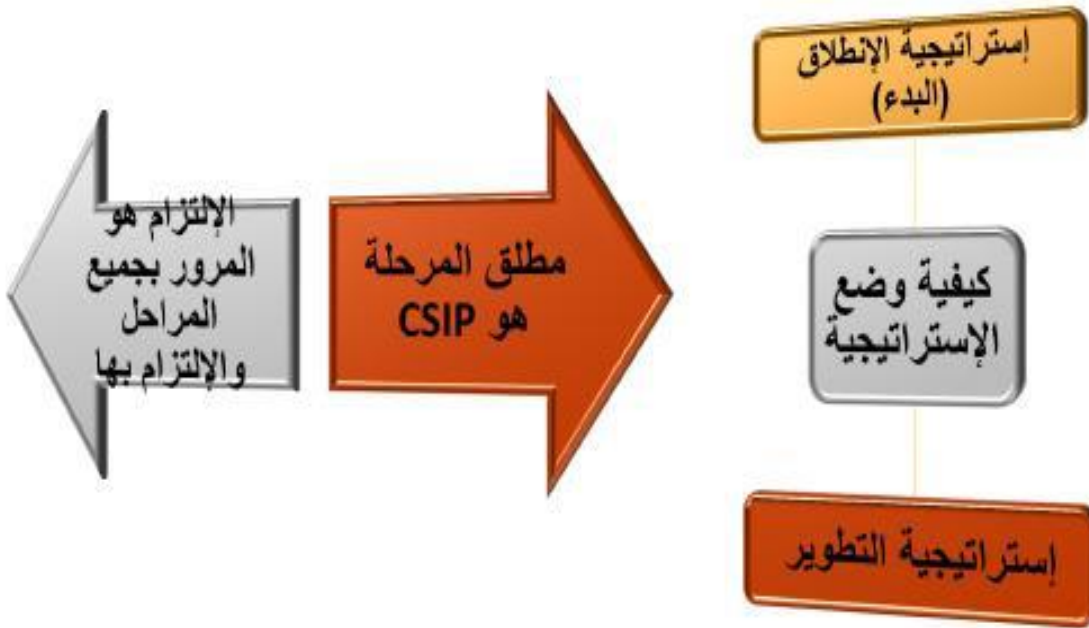 إستراتيجية الإنطلاق
(البدء)
كيفية وضع
الإستراتيجية
إستراتيجية التطوير
مطلق المرحلة
هو CSIP
الإلتزام هو
المرور بجميع
المراحل
والإلتزام بها